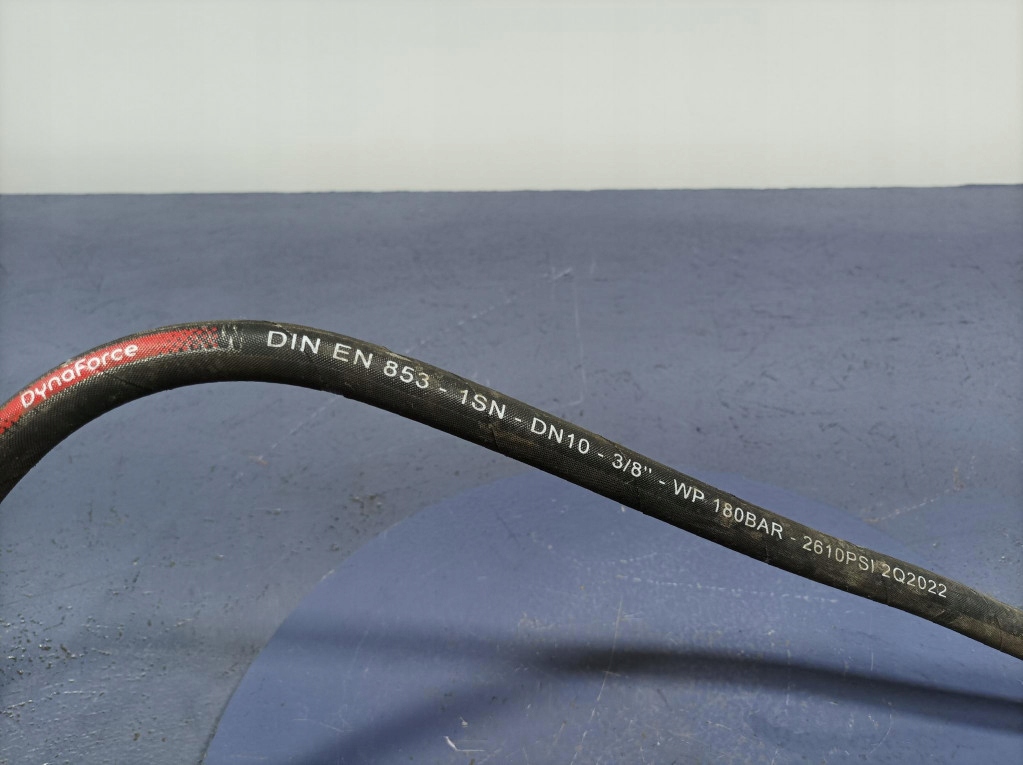 DynaForce DIN EN 853 - 1SN - DN10 - 3/8" - WP 180BAR - 2610PSI 2Q2022